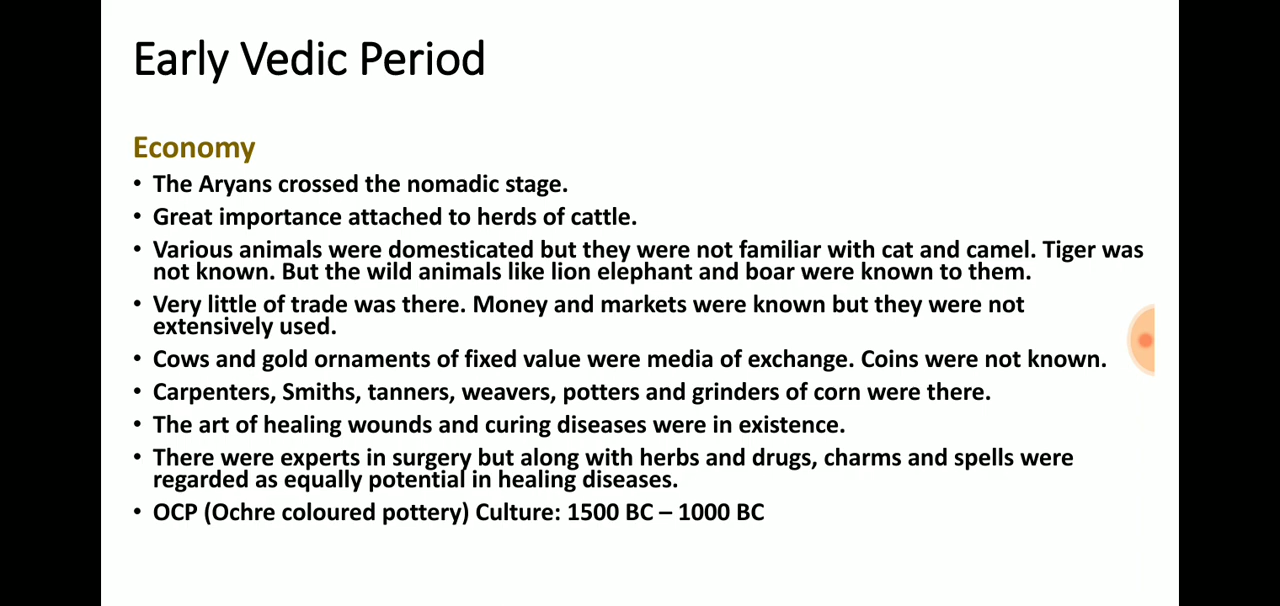 Early Vedic Period
Economy
• The Aryans crossed the nomadic stage.
• Great importance attached to herds of cattle.
• Various animals were domesticated but they were not familiar with cat and camel. Tiger was
not known. But the wild animals like lion elephant and boar were known to them.
• Very little of trade was there. Money and markets were known but they were not
extensively used.
• Cows and gold ornaments of fixed value were media of exchange. Coins were not known.
• Carpenters, Smiths, tanners, weavers, potters and grinders of corn were there.
• The art of healing wounds and curing diseases were in existence.
• There were experts in surgery but along with herbs and drugs, charms and spells were
regarded as equally potential in healing diseases.
• OCP (Ochre coloured pottery) Culture: 1500 BC – 1000 BC